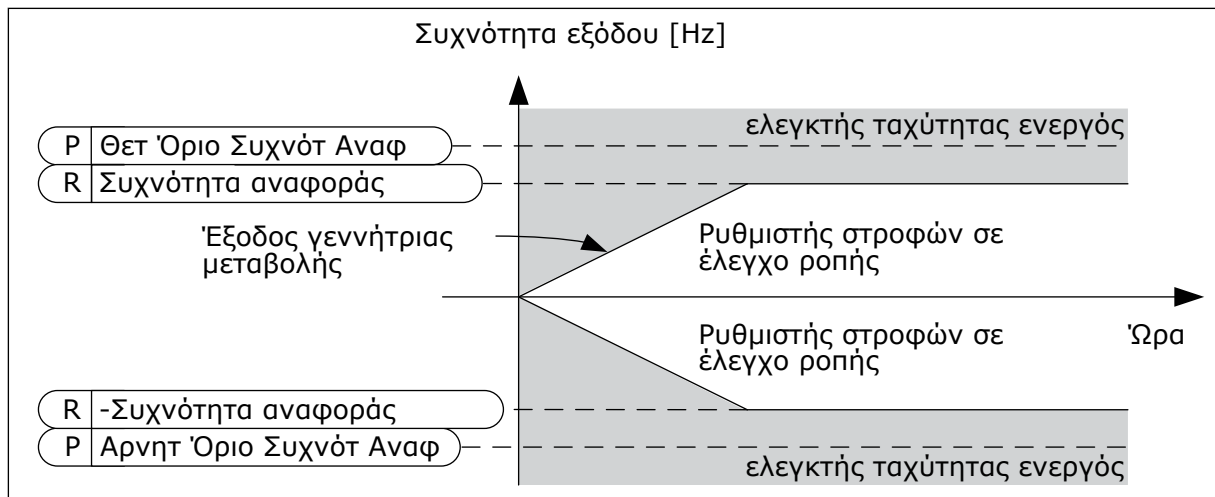 Συχνότητα εξόδου [Hz]
ελεγκτής ταχύτητας ενεργός
P Θετ Όριο Συχνότ Αναφ
R Συχνότητα αναφοράς
Έξοδος γεννήτριας
μεταβολής
Ρυθμιστής στροφών σε
έλεγχο ροπής
Ρυθμιστής στροφών σε
έλεγχο ροπής
Ώρα
R -Συχνότητα αναφοράς
P Αρνητ Όριο Συχνότ Αναφ
ελεγκτής ταχύτητας ενεργός